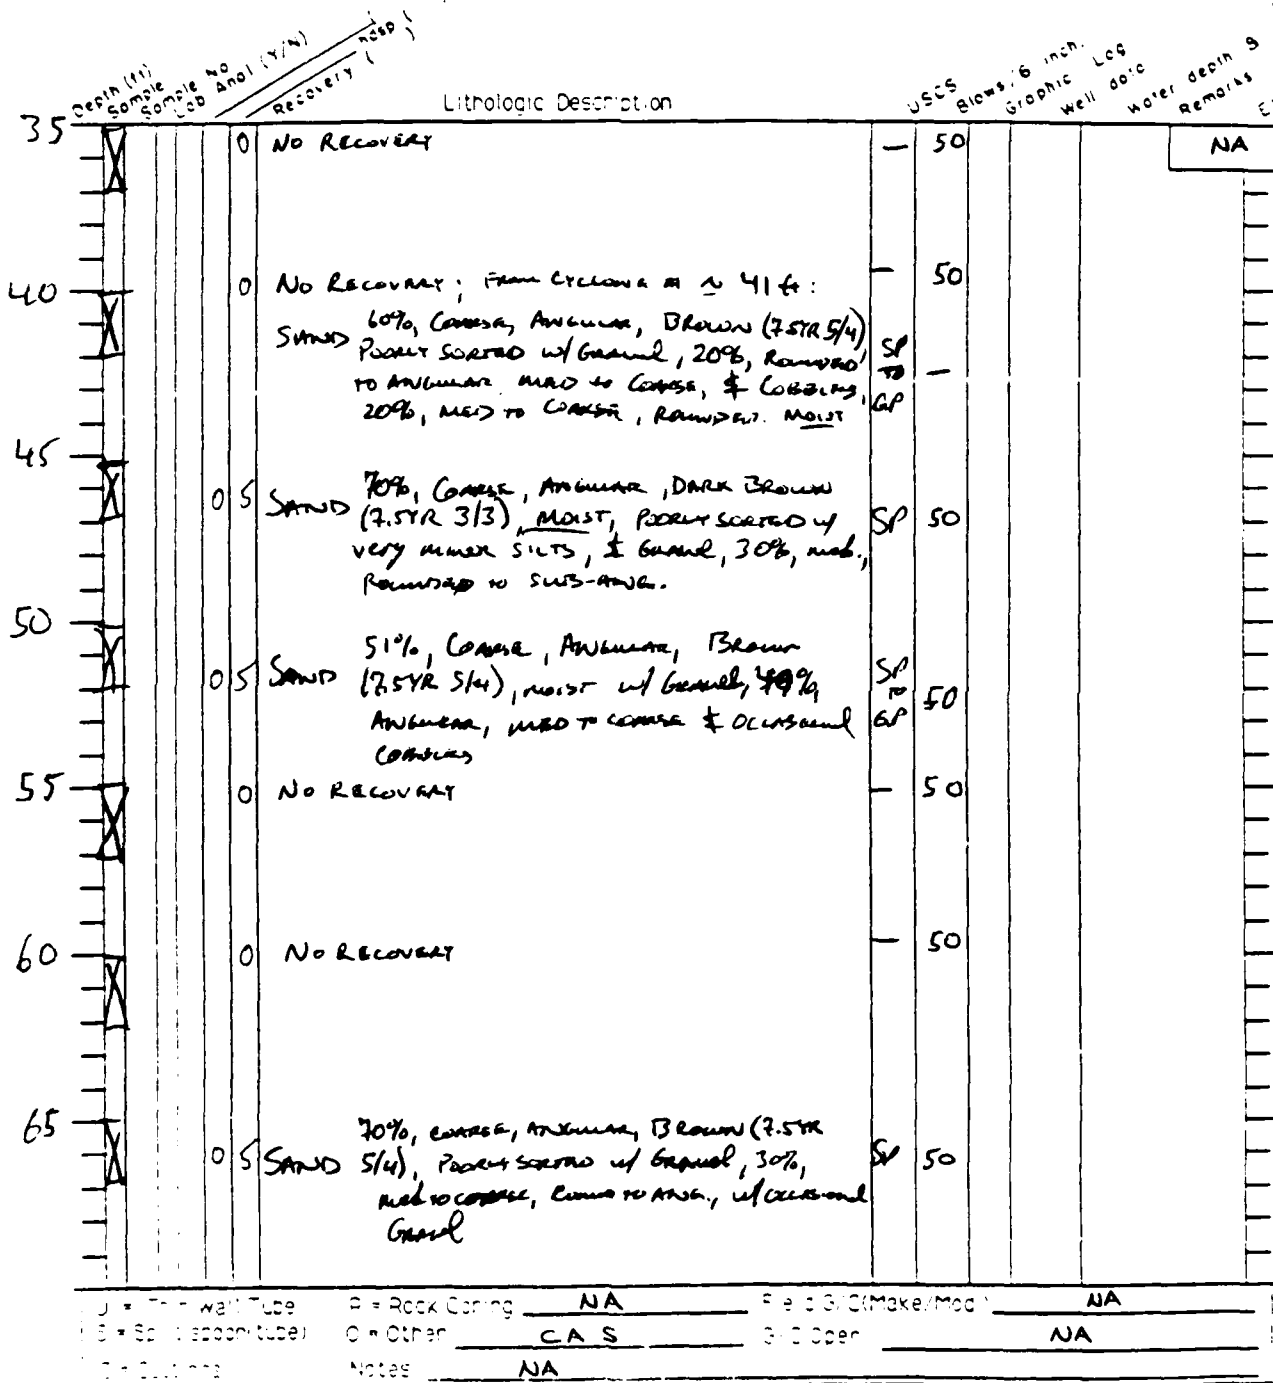 Depth (ft)
Sample
Sample No
Lab Anal (Y/N)
Recovery ( )
Lithologic Description
USCS
Blows/6 inch.
Graphic Log
Well data
Water depth &
Remarks
35 0 NO RECOVERY — 50 NA
40 0 NO RECOVERY; FROM CYCLONE @ ~ 41 ft: — 50
SAND 60%, COARSE, ANGULAR, BROWN (7.5YR 5/4)
POORLY SORTED w/ GRAVEL, 20%, ROUNDED SP
TO ANGULAR MED to COARSE, & COBBLES, TO —
20%, MED TO COARSE, ROUNDED. MOIST GP
45
SAND 70%, COARSE, ANGULAR, DARK BROWN
0 5 (7.5YR 3/3), MOIST, POORLY SORTED w/ SP 50
very minor SILTS, & GRAVEL, 30%, med.,
ROUNDED TO SUB-ANG.
50
51%, COARSE, ANGULAR, BROWN
0 5 SAND (7.5YR 5/4), MOIST w/ GRAVEL, 49%, SP TO 50
ANGULAR, MED TO COARSE & OCCASIONAL GP
COBBLES
55 0 NO RECOVERY — 50
60 0 NO RECOVERY — 50
65
70%, COARSE, ANGULAR, BROWN (7.5YR
0 5 SAND 5/4), POORLY SORTED w/ GRAVEL, 30%, SP 50
MED TO COARSE, ROUND TO ANG., w/ occasional
Gravel
Wall Tube R = Rock Coring NA (Make/Mod.) NA
O = Other CAS Oper NA
Notes NA